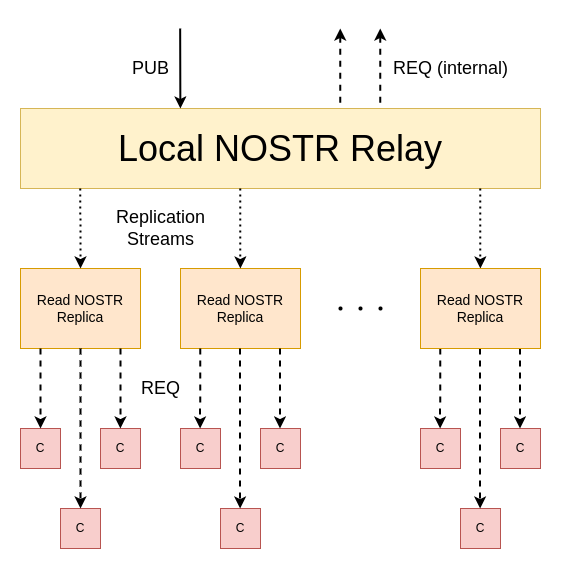 PUB
REQ (internal)
Local NOSTR Relay
Replication
Streams
Read NOSTR
Replica
Read NOSTR
Replica
. . .
Read NOSTR
Replica
REQ
C
C
C
C
C
C
C
C
C